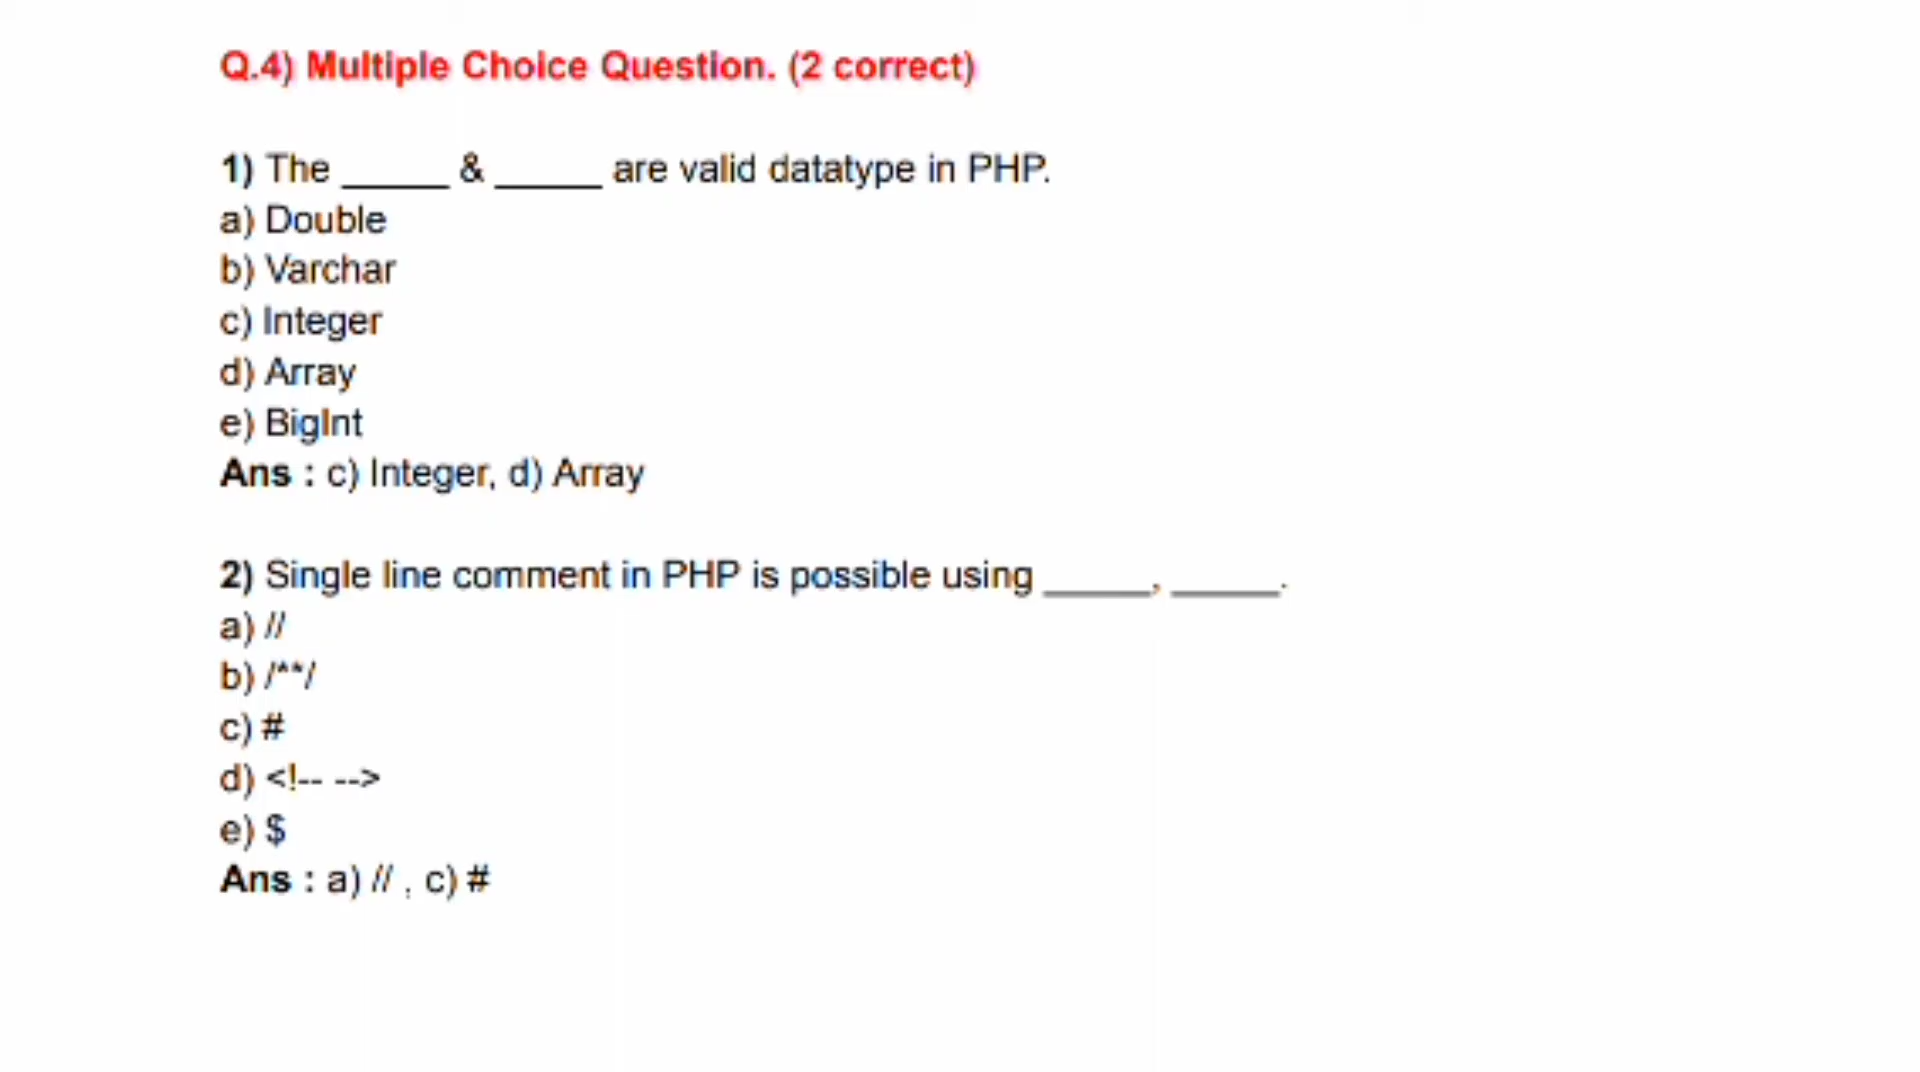 Q.4) Multiple Choice Question. (2 correct)
1) The _____ & _____ are valid datatype in PHP.
a) Double
b) Varchar
c) Integer
d) Array
e) BigInt
Ans : c) Integer, d) Array
2) Single line comment in PHP is possible using _____, _____.
a) //
b) /**/
c) #
d) <!-- -->
e) $
Ans : a) // , c) #